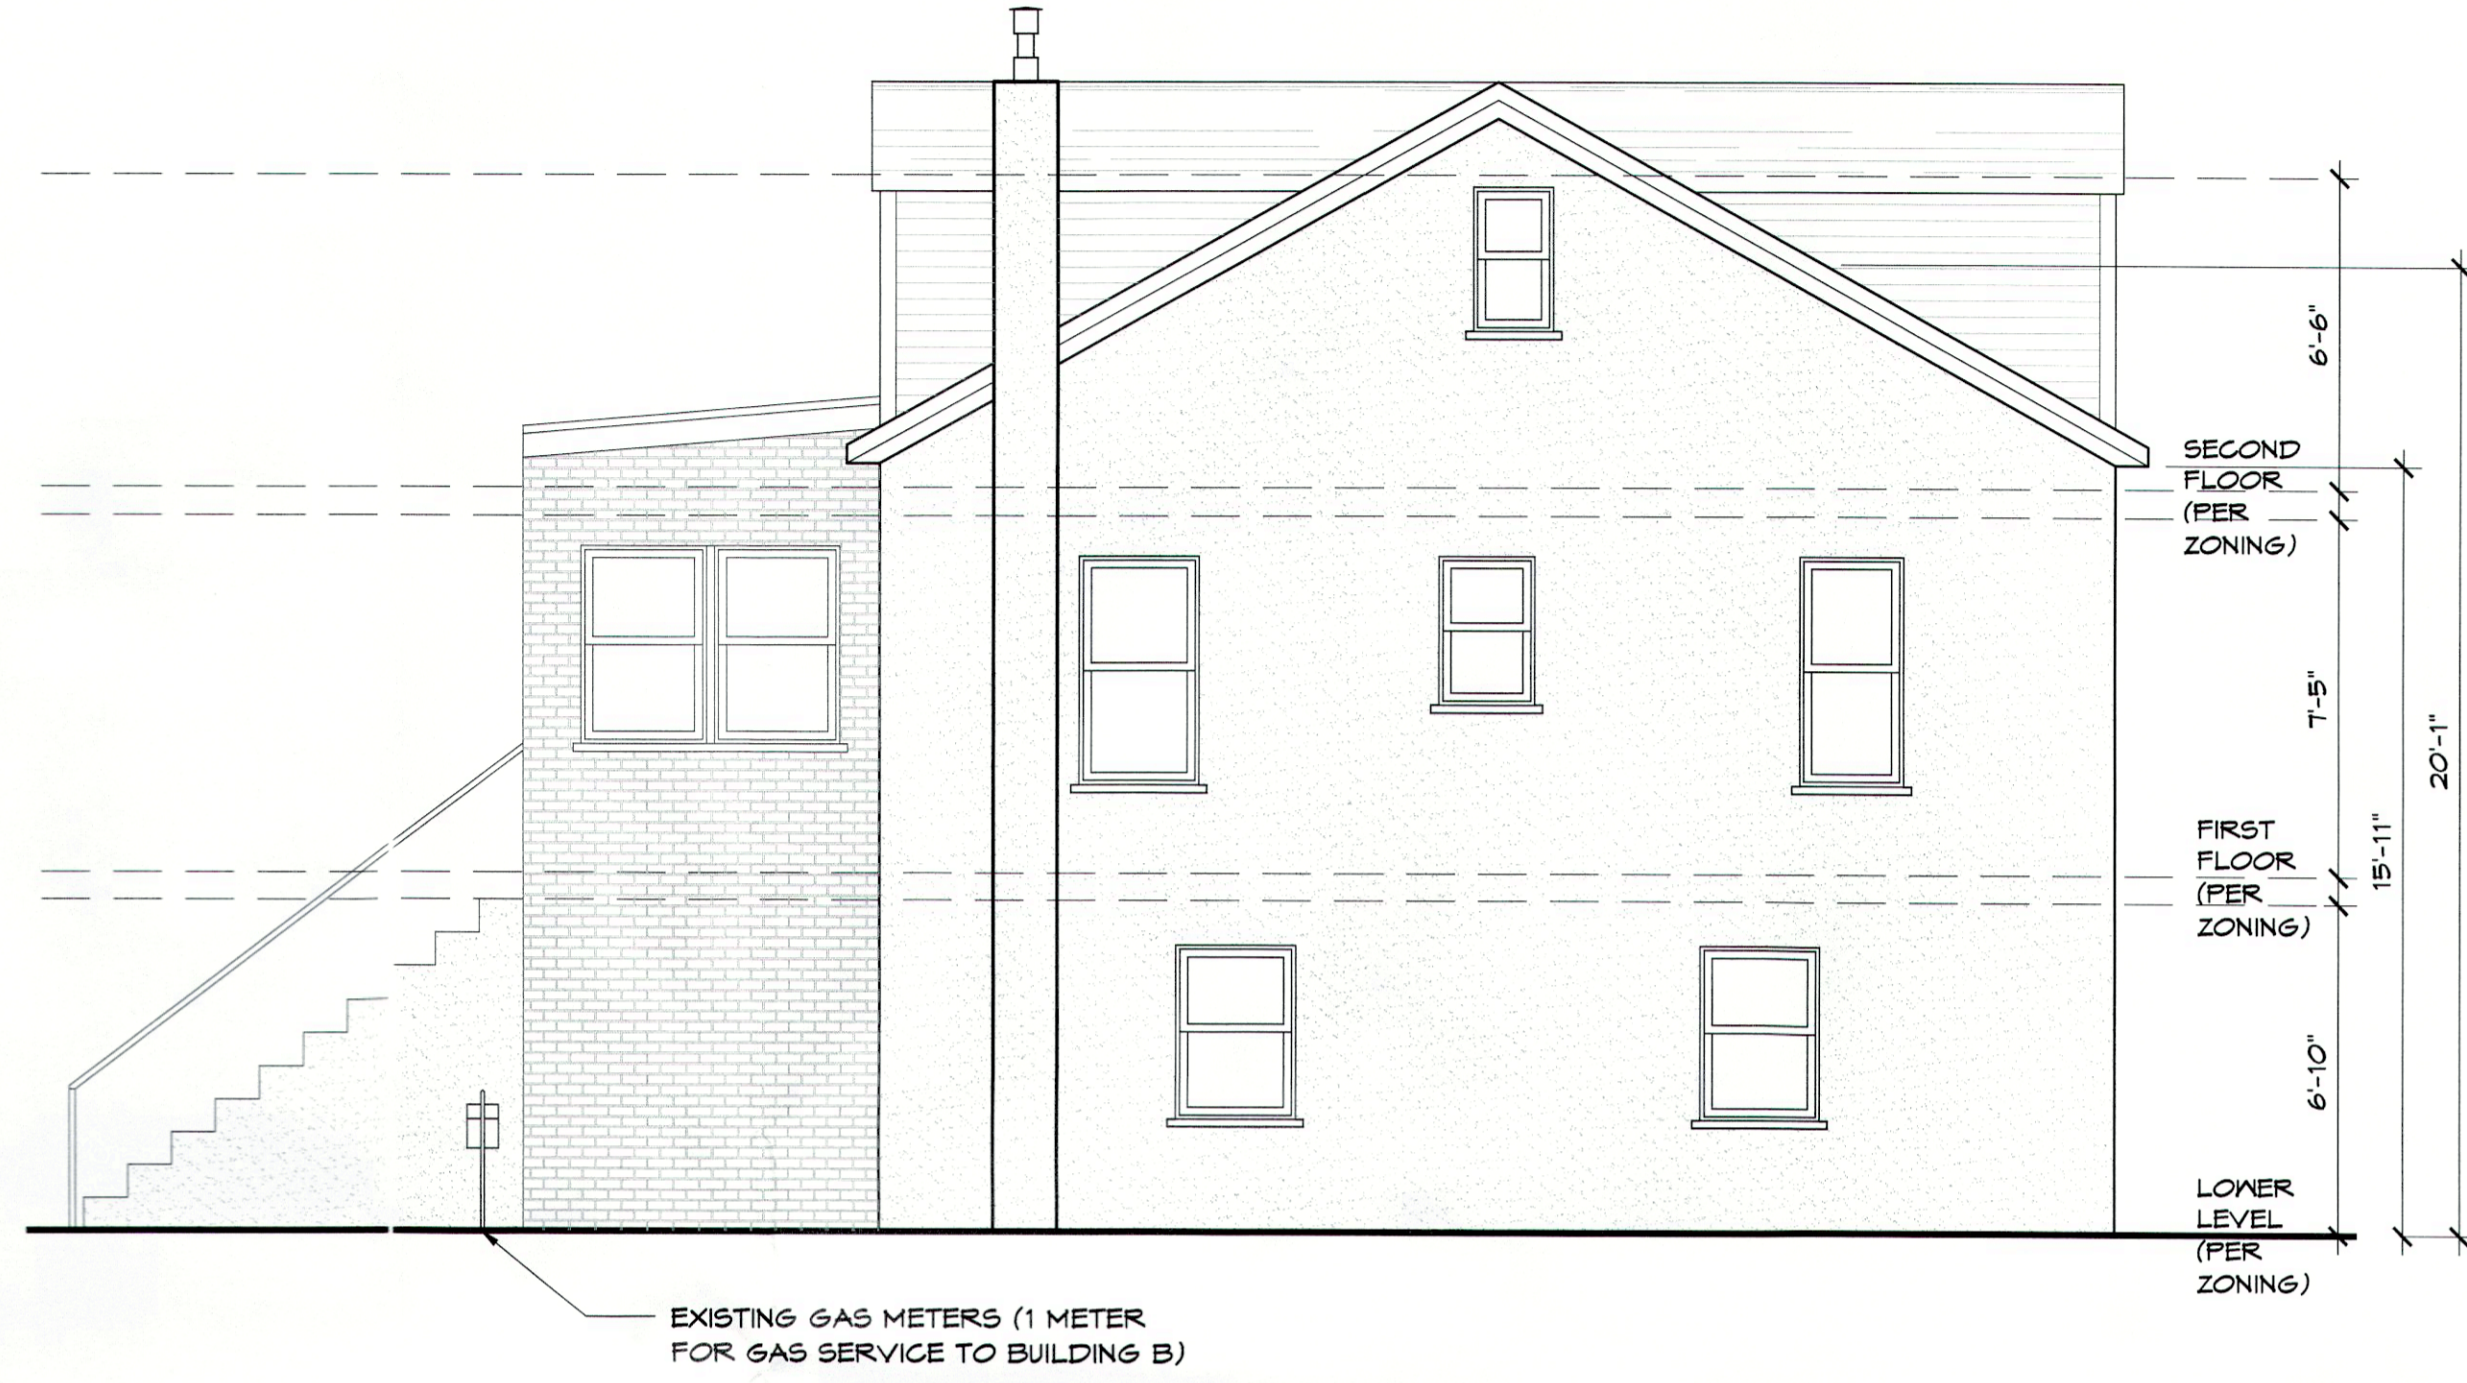 6'-6"
SECOND
FLOOR
(PER
ZONING)
7'-5"
20'-1"
FIRST
FLOOR
(PER
ZONING)
15'-11"
6'-10"
LOWER
LEVEL
(PER
ZONING)
EXISTING GAS METERS (1 METER
FOR GAS SERVICE TO BUILDING B)